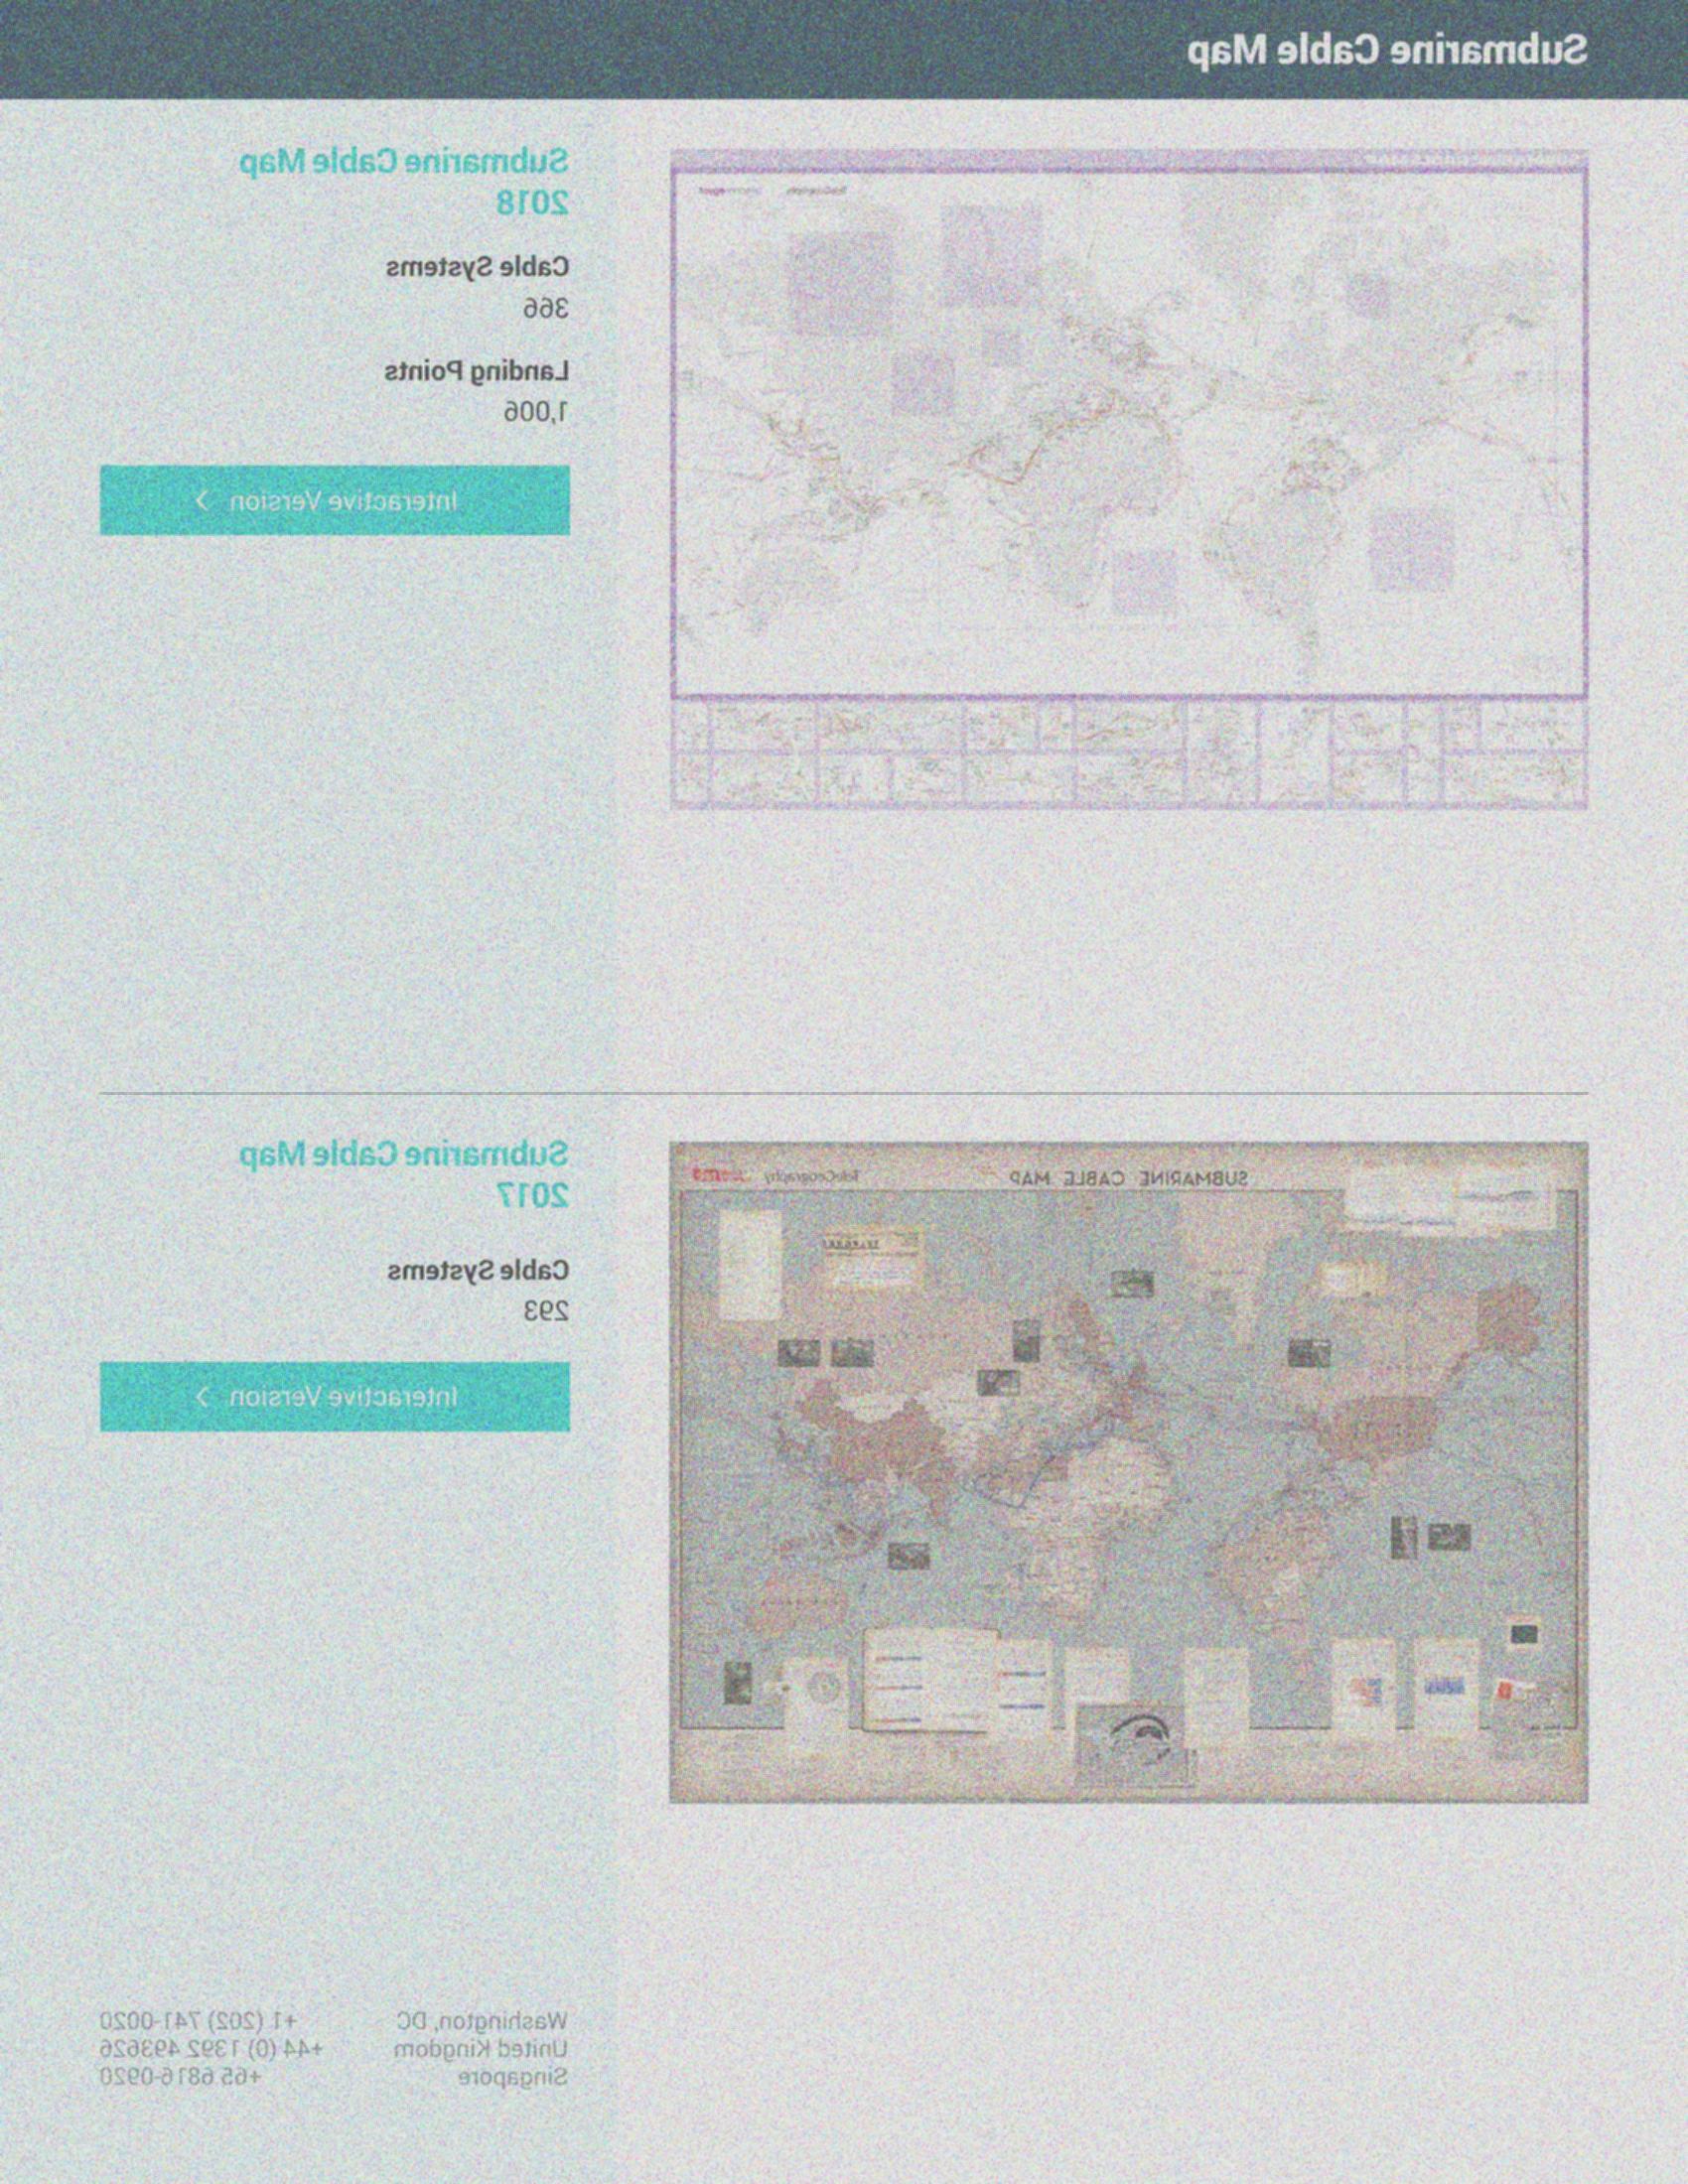 Submarine Cable Map
Submarine Cable Map
2018
Cable Systems
366
Landing Points
1,006
Interactive Version >
SUBMARINE CABLE MAP
TeleGeography
Submarine Cable Map
2017
Cable Systems
293
Interactive Version >
Washington, DC +1 (202) 741-0020
United Kingdom +44 (0) 1392 493626
Singapore +65 6816-0920